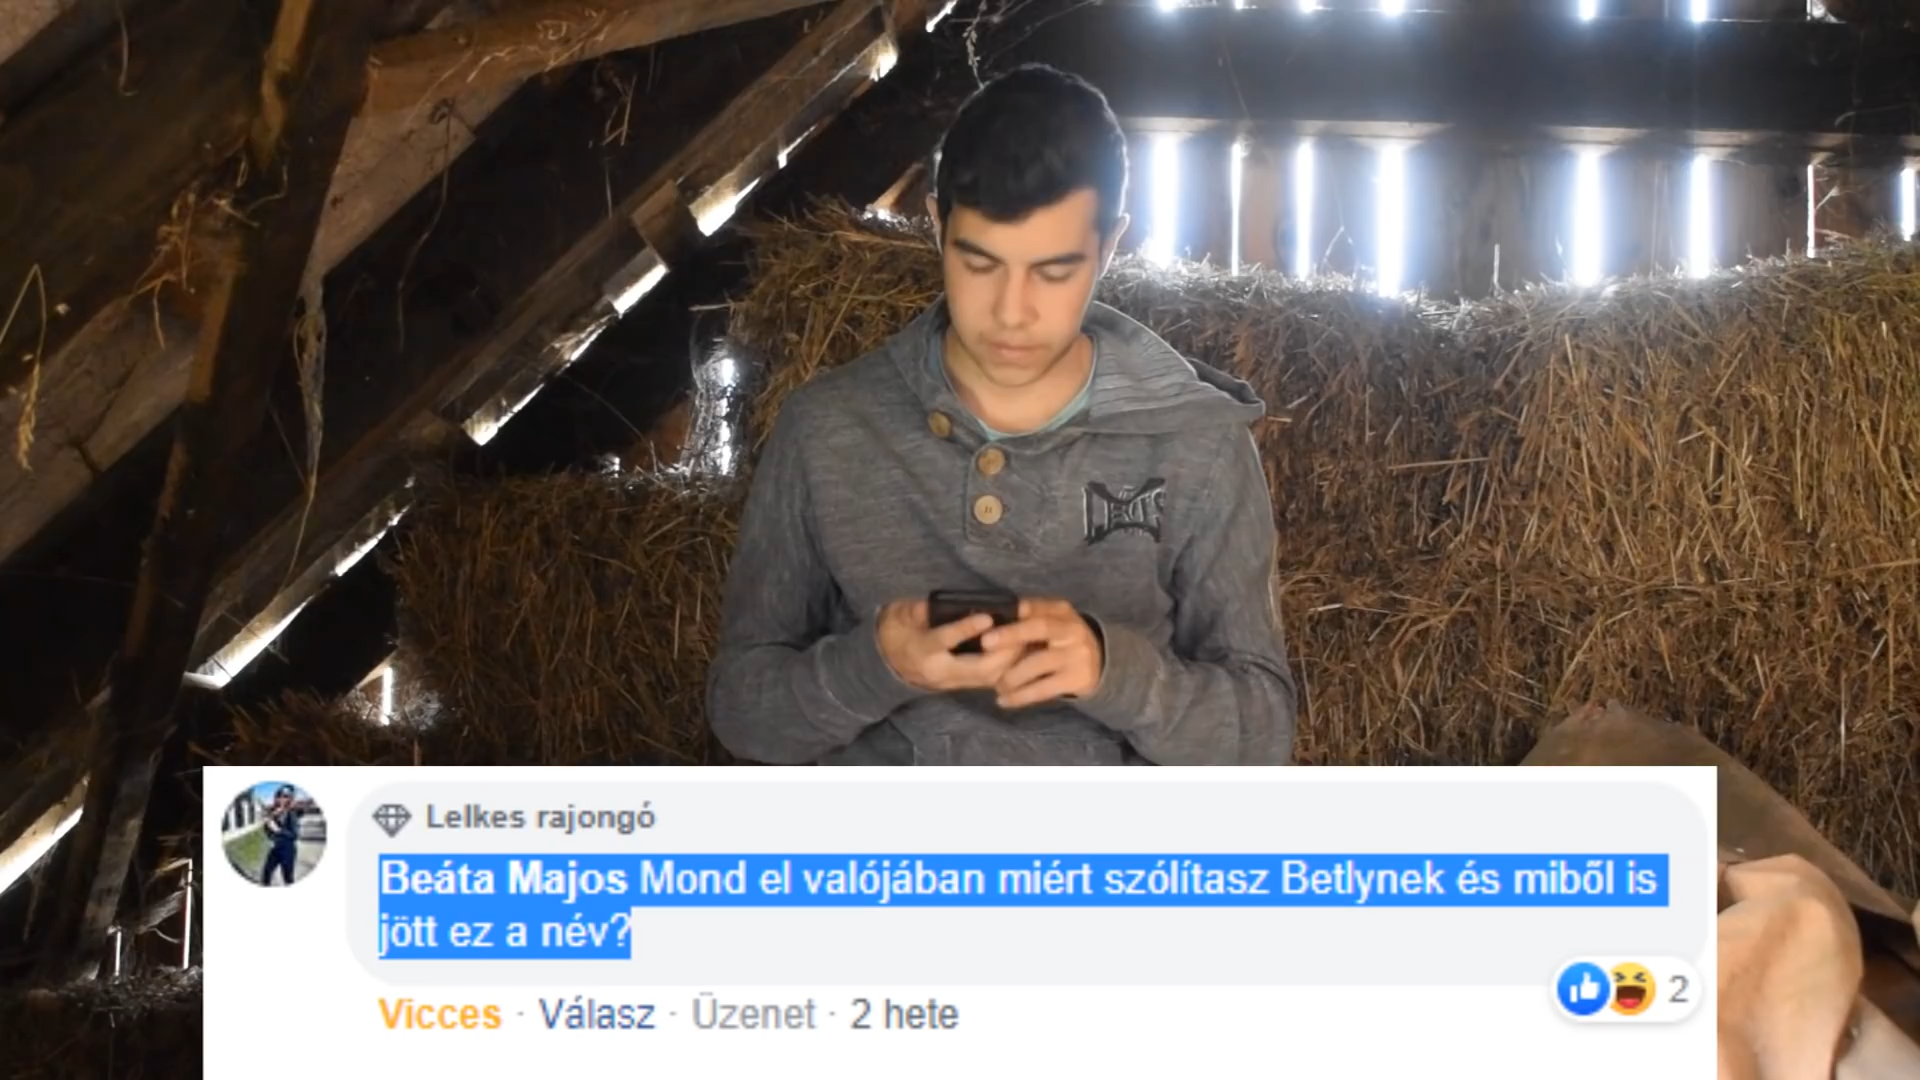 Lelkes rajongó
Beáta Majos Mond el valójában miért szólítasz Betlynek és miből is
jött ez a név?
Vicces · Válasz · Üzenet · 2 hete
2